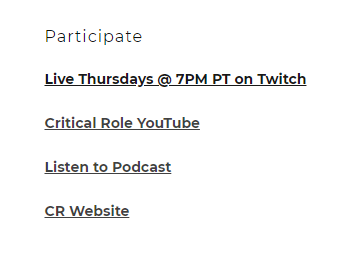 Participate
Live Thursdays @ 7PM PT on Twitch
Critical Role YouTube
Listen to Podcast
CR Website